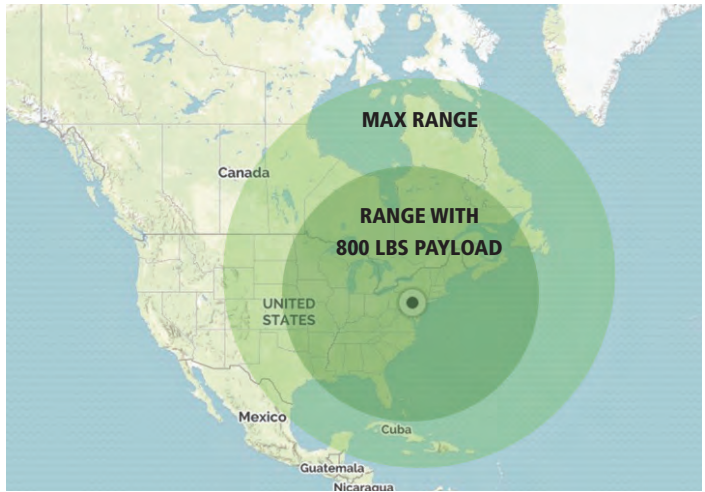 MAX RANGE
Canada
RANGE WITH
800 LBS PAYLOAD
UNITED
STATES
Mexico
Cuba
Guatemala
Nicaragua